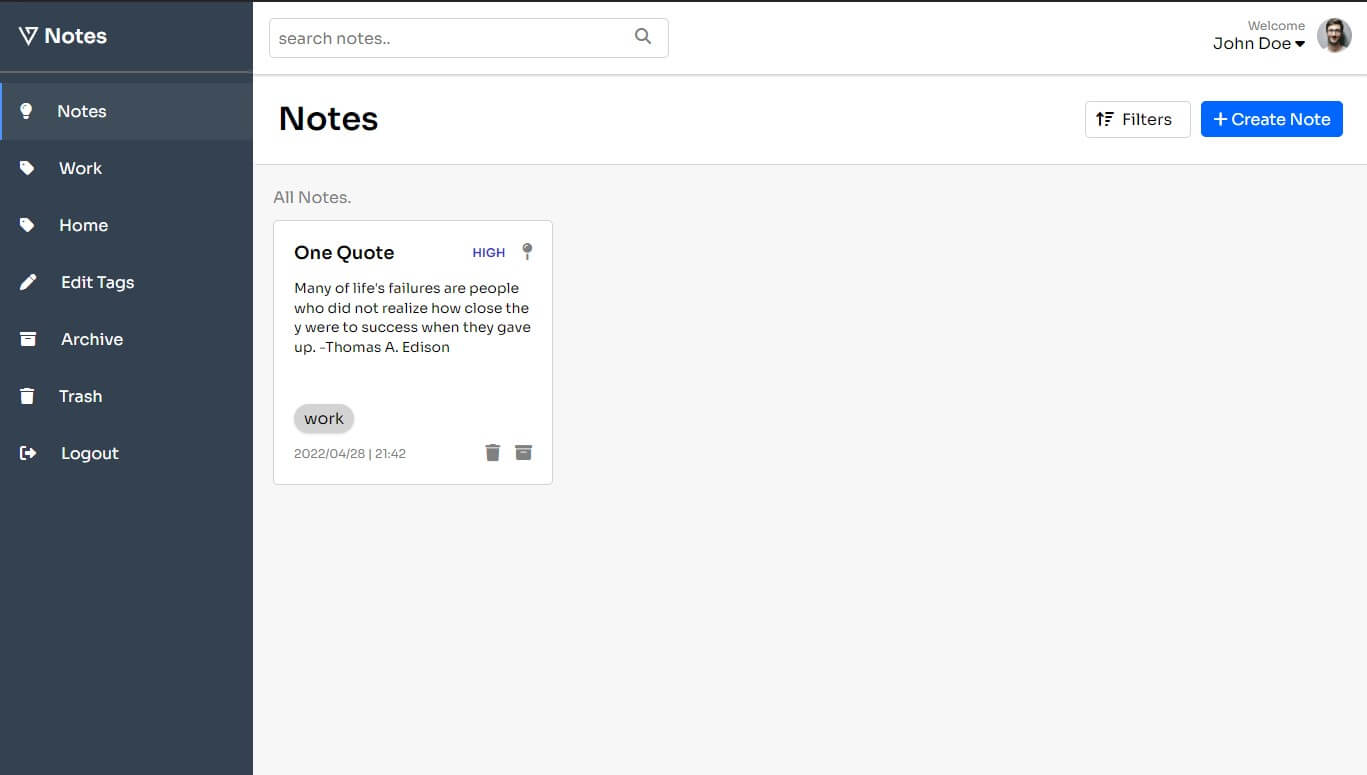 Notes
search notes..
Welcome
John Doe
Notes
Work
Home
Edit Tags
Archive
Trash
Logout
Notes
Filters
+ Create Note
All Notes.
One Quote
HIGH
Many of life's failures are people
who did not realize how close the
y were to success when they gave
up. -Thomas A. Edison
work
2022/04/28 | 21:42